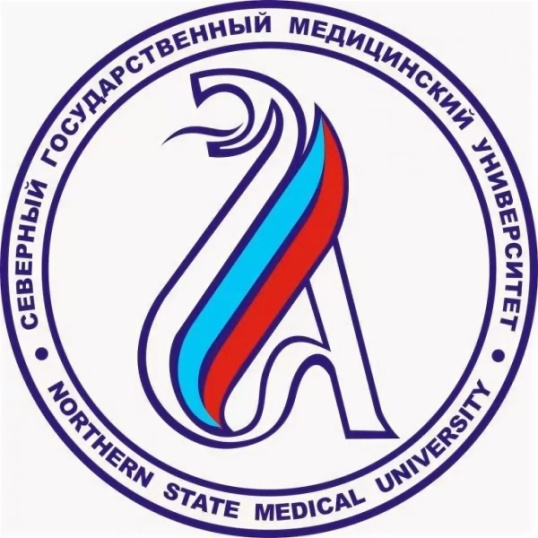 СЕВЕРНЫЙ ГОСУДАРСТВЕННЫЙ МЕДИЦИНСКИЙ УНИВЕРСИТЕТ
NORTHERN STATE MEDICAL UNIVERSITY